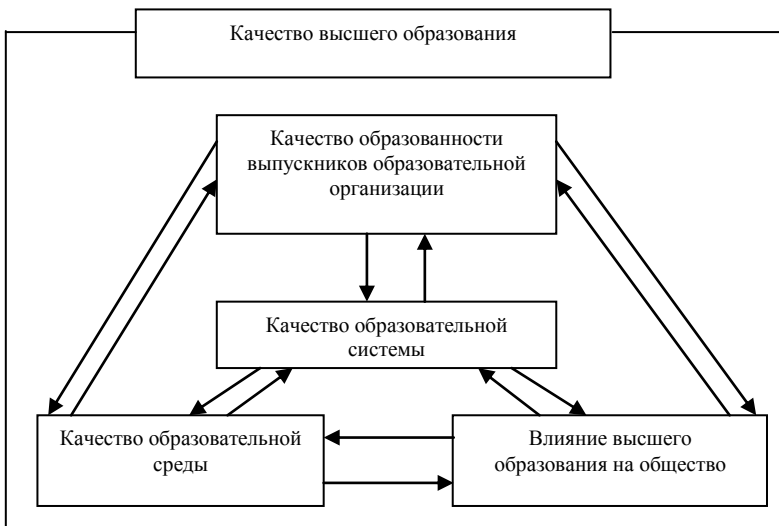 Качество высшего образования
Качество образованности
выпускников образовательной
организации
Качество образовательной
системы
Качество образовательной
среды
Влияние высшего
образования на общество